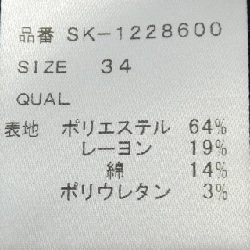 品番 SK-1228600
SIZE 34
QUAL
表地 ポリエステル 64%
レーヨン 19%
綿 14%
ポリウレタン 3%